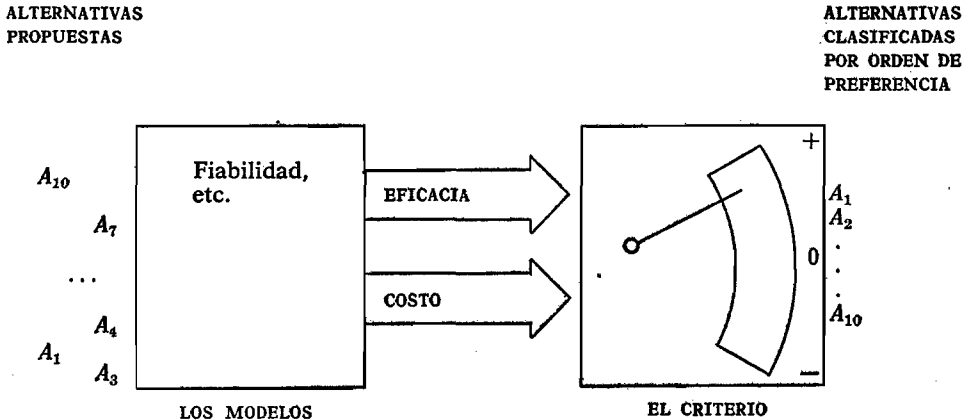 ALTERNATIVAS
PROPUESTAS
ALTERNATIVAS
CLASIFICADAS
POR ORDEN DE
PREFERENCIA
A10
A7
...
A4
A1
A3
Fiabilidad,
etc.
EFICACIA
COSTO
LOS MODELOS
+
0
—
A1
A2
.
.
.
A10
EL CRITERIO